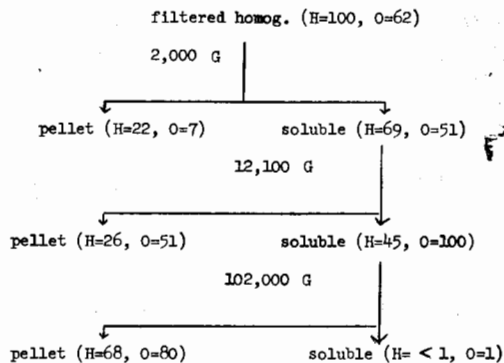 filtered homog. (H=100, O=62)
2,000 G
pellet (H=22, O=7) soluble (H=69, O=51)
12,100 G
pellet (H=26, O=51) soluble (H=45, O=100)
102,000 G
pellet (H=68, O=80) soluble (H= < 1, O=1)